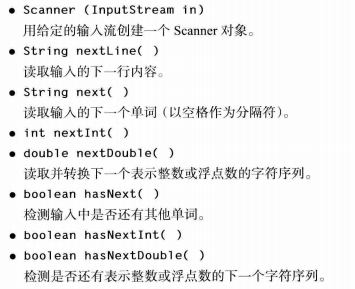 ● Scanner (InputStream in)
用给定的输入流创建一个 Scanner 对象。
● String nextLine( )
读取输入的下一行内容。
● String next( )
读取输入的下一个单词（以空格作为分隔符）。
● int nextInt( )
● double nextDouble( )
读取并转换下一个表示整数或浮点数的字符序列。
● boolean hasNext( )
检测输入中是否还有其他单词。
● boolean hasNextInt( )
● boolean hasNextDouble( )
检测是否还有表示整数或浮点数的下一个字符序列。